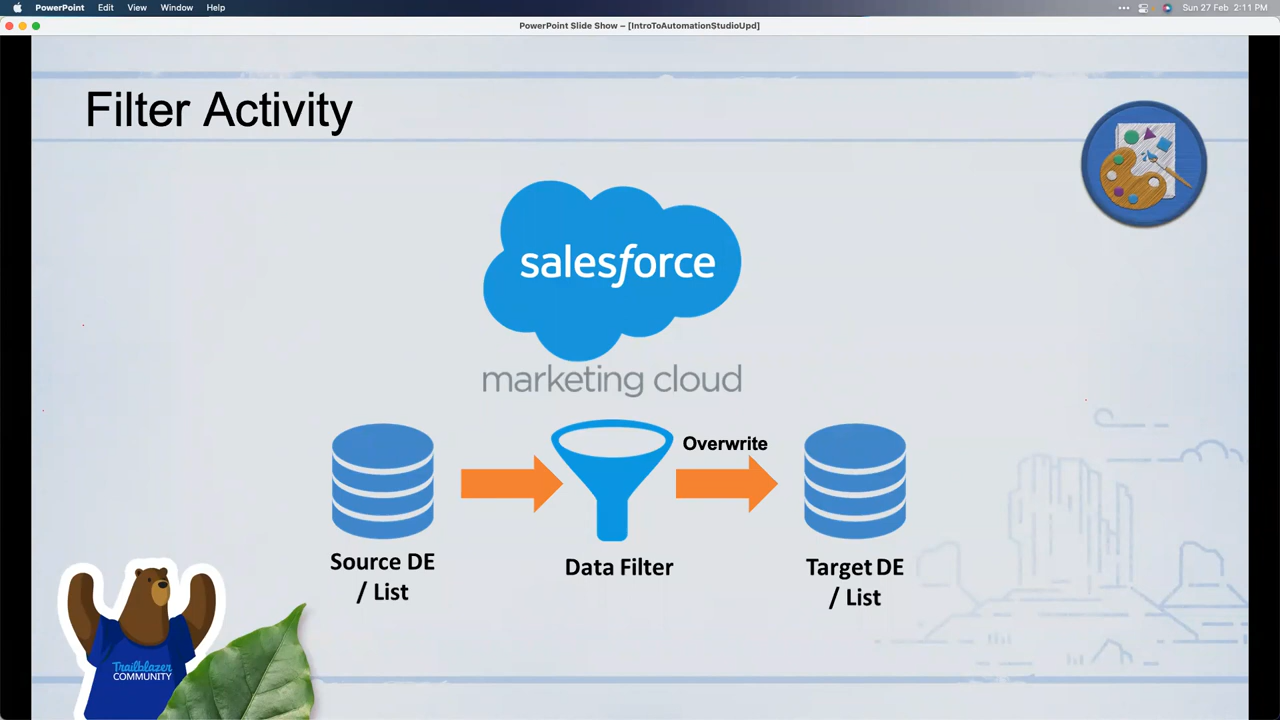 PowerPoint Edit View Window Help
Sun 27 Feb 2:11 PM
PowerPoint Slide Show – [IntroToAutomationStudioUpd]
Filter Activity
salesforce
marketing cloud
Overwrite
Source DE
/ List
Data Filter
Target DE
/ List
Trailblazer
COMMUNITY